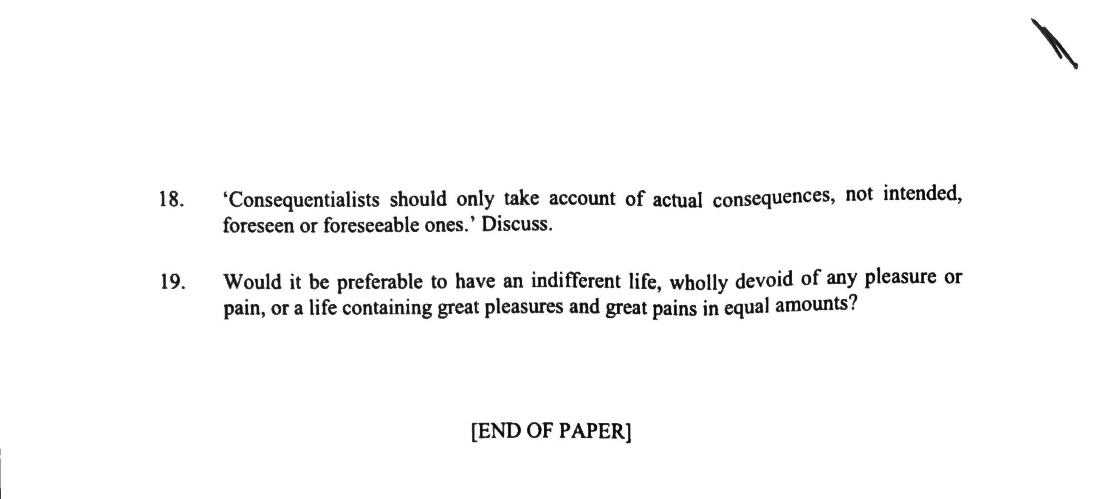 18. ‘Consequentialists should only take account of actual consequences, not intended,
foreseen or foreseeable ones.’ Discuss.
19. Would it be preferable to have an indifferent life, wholly devoid of any pleasure or
pain, or a life containing great pleasures and great pains in equal amounts?
[END OF PAPER]